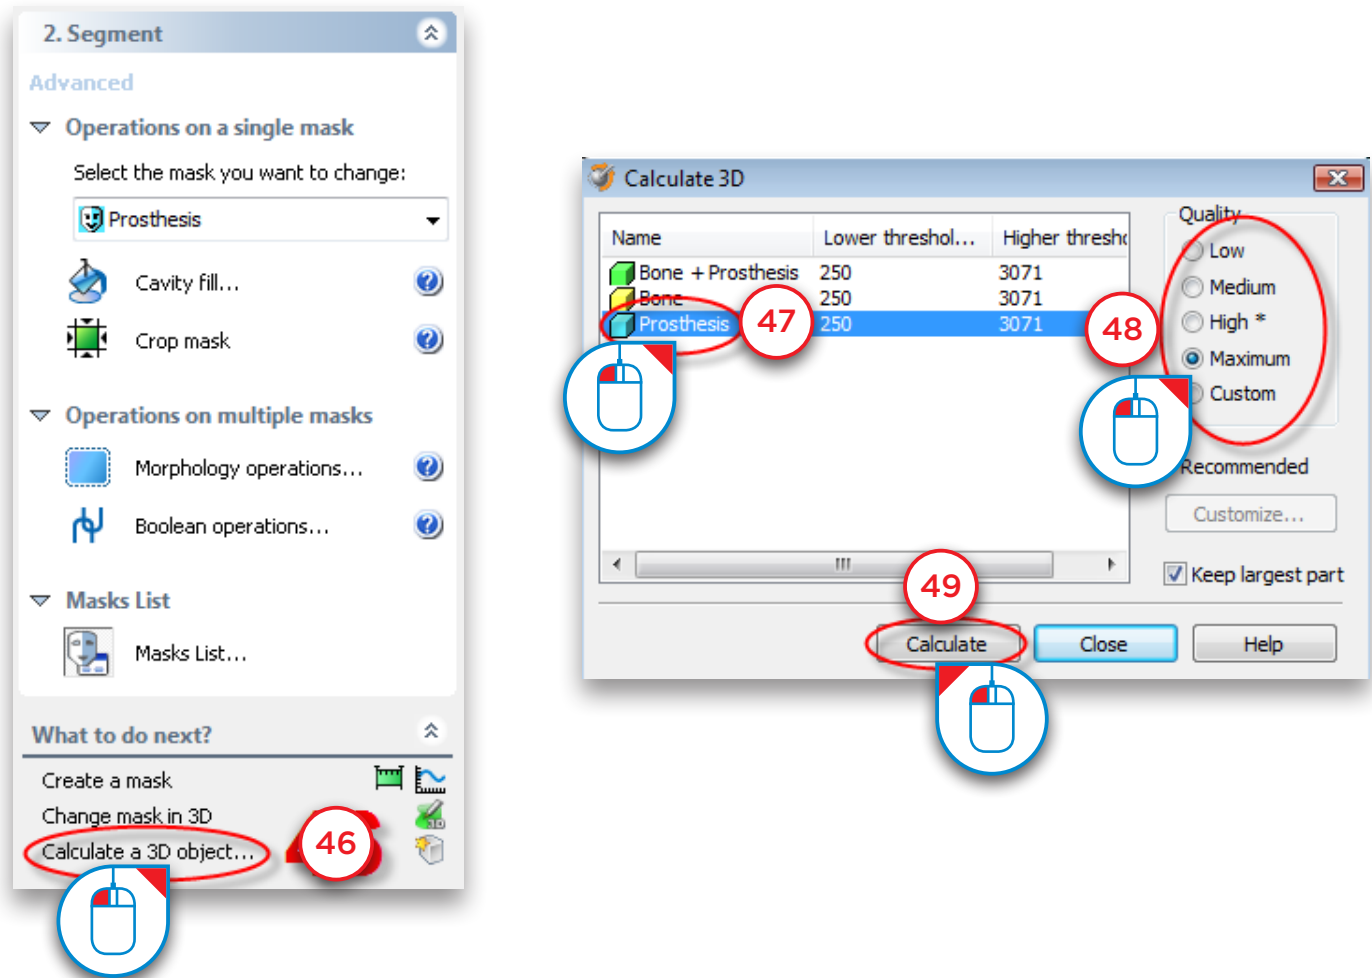 2. Segment
Advanced
Operations on a single mask
Select the mask you want to change:
Prosthesis
Cavity fill...
Crop mask
Operations on multiple masks
Morphology operations...
Boolean operations...
Masks List
Masks List...
What to do next?
Create a mask
Change mask in 3D
Calculate a 3D object...
46
Calculate 3D
Name Lower threshol... Higher thresho
Bone + Prosthesis 250 3071
Bone 250 3071
Prosthesis 250 3071
47
48
Quality
Low
Medium
High *
Maximum
Custom
Recommended
Customize...
Keep largest part
49
Calculate Close Help